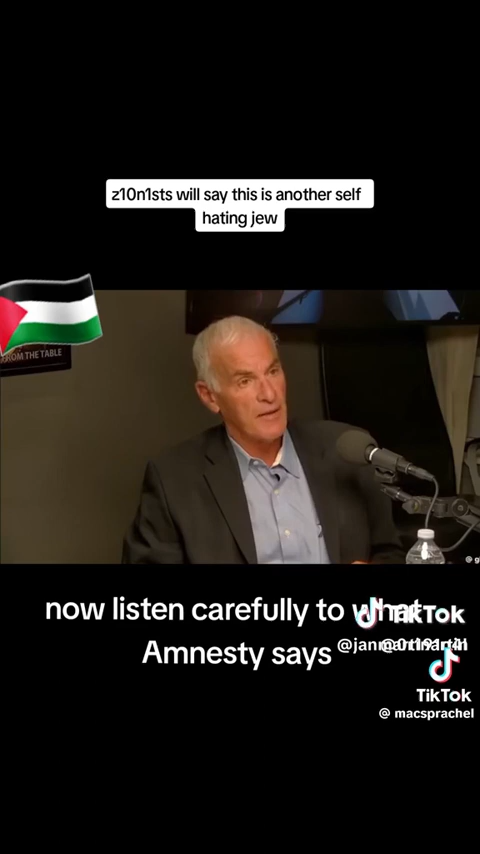 z10n1sts will say this is another self
hating jew
FROM THE TABLE
now listen carefully to what
Amnesty says
TikTok
TikTok
@ macsprachel